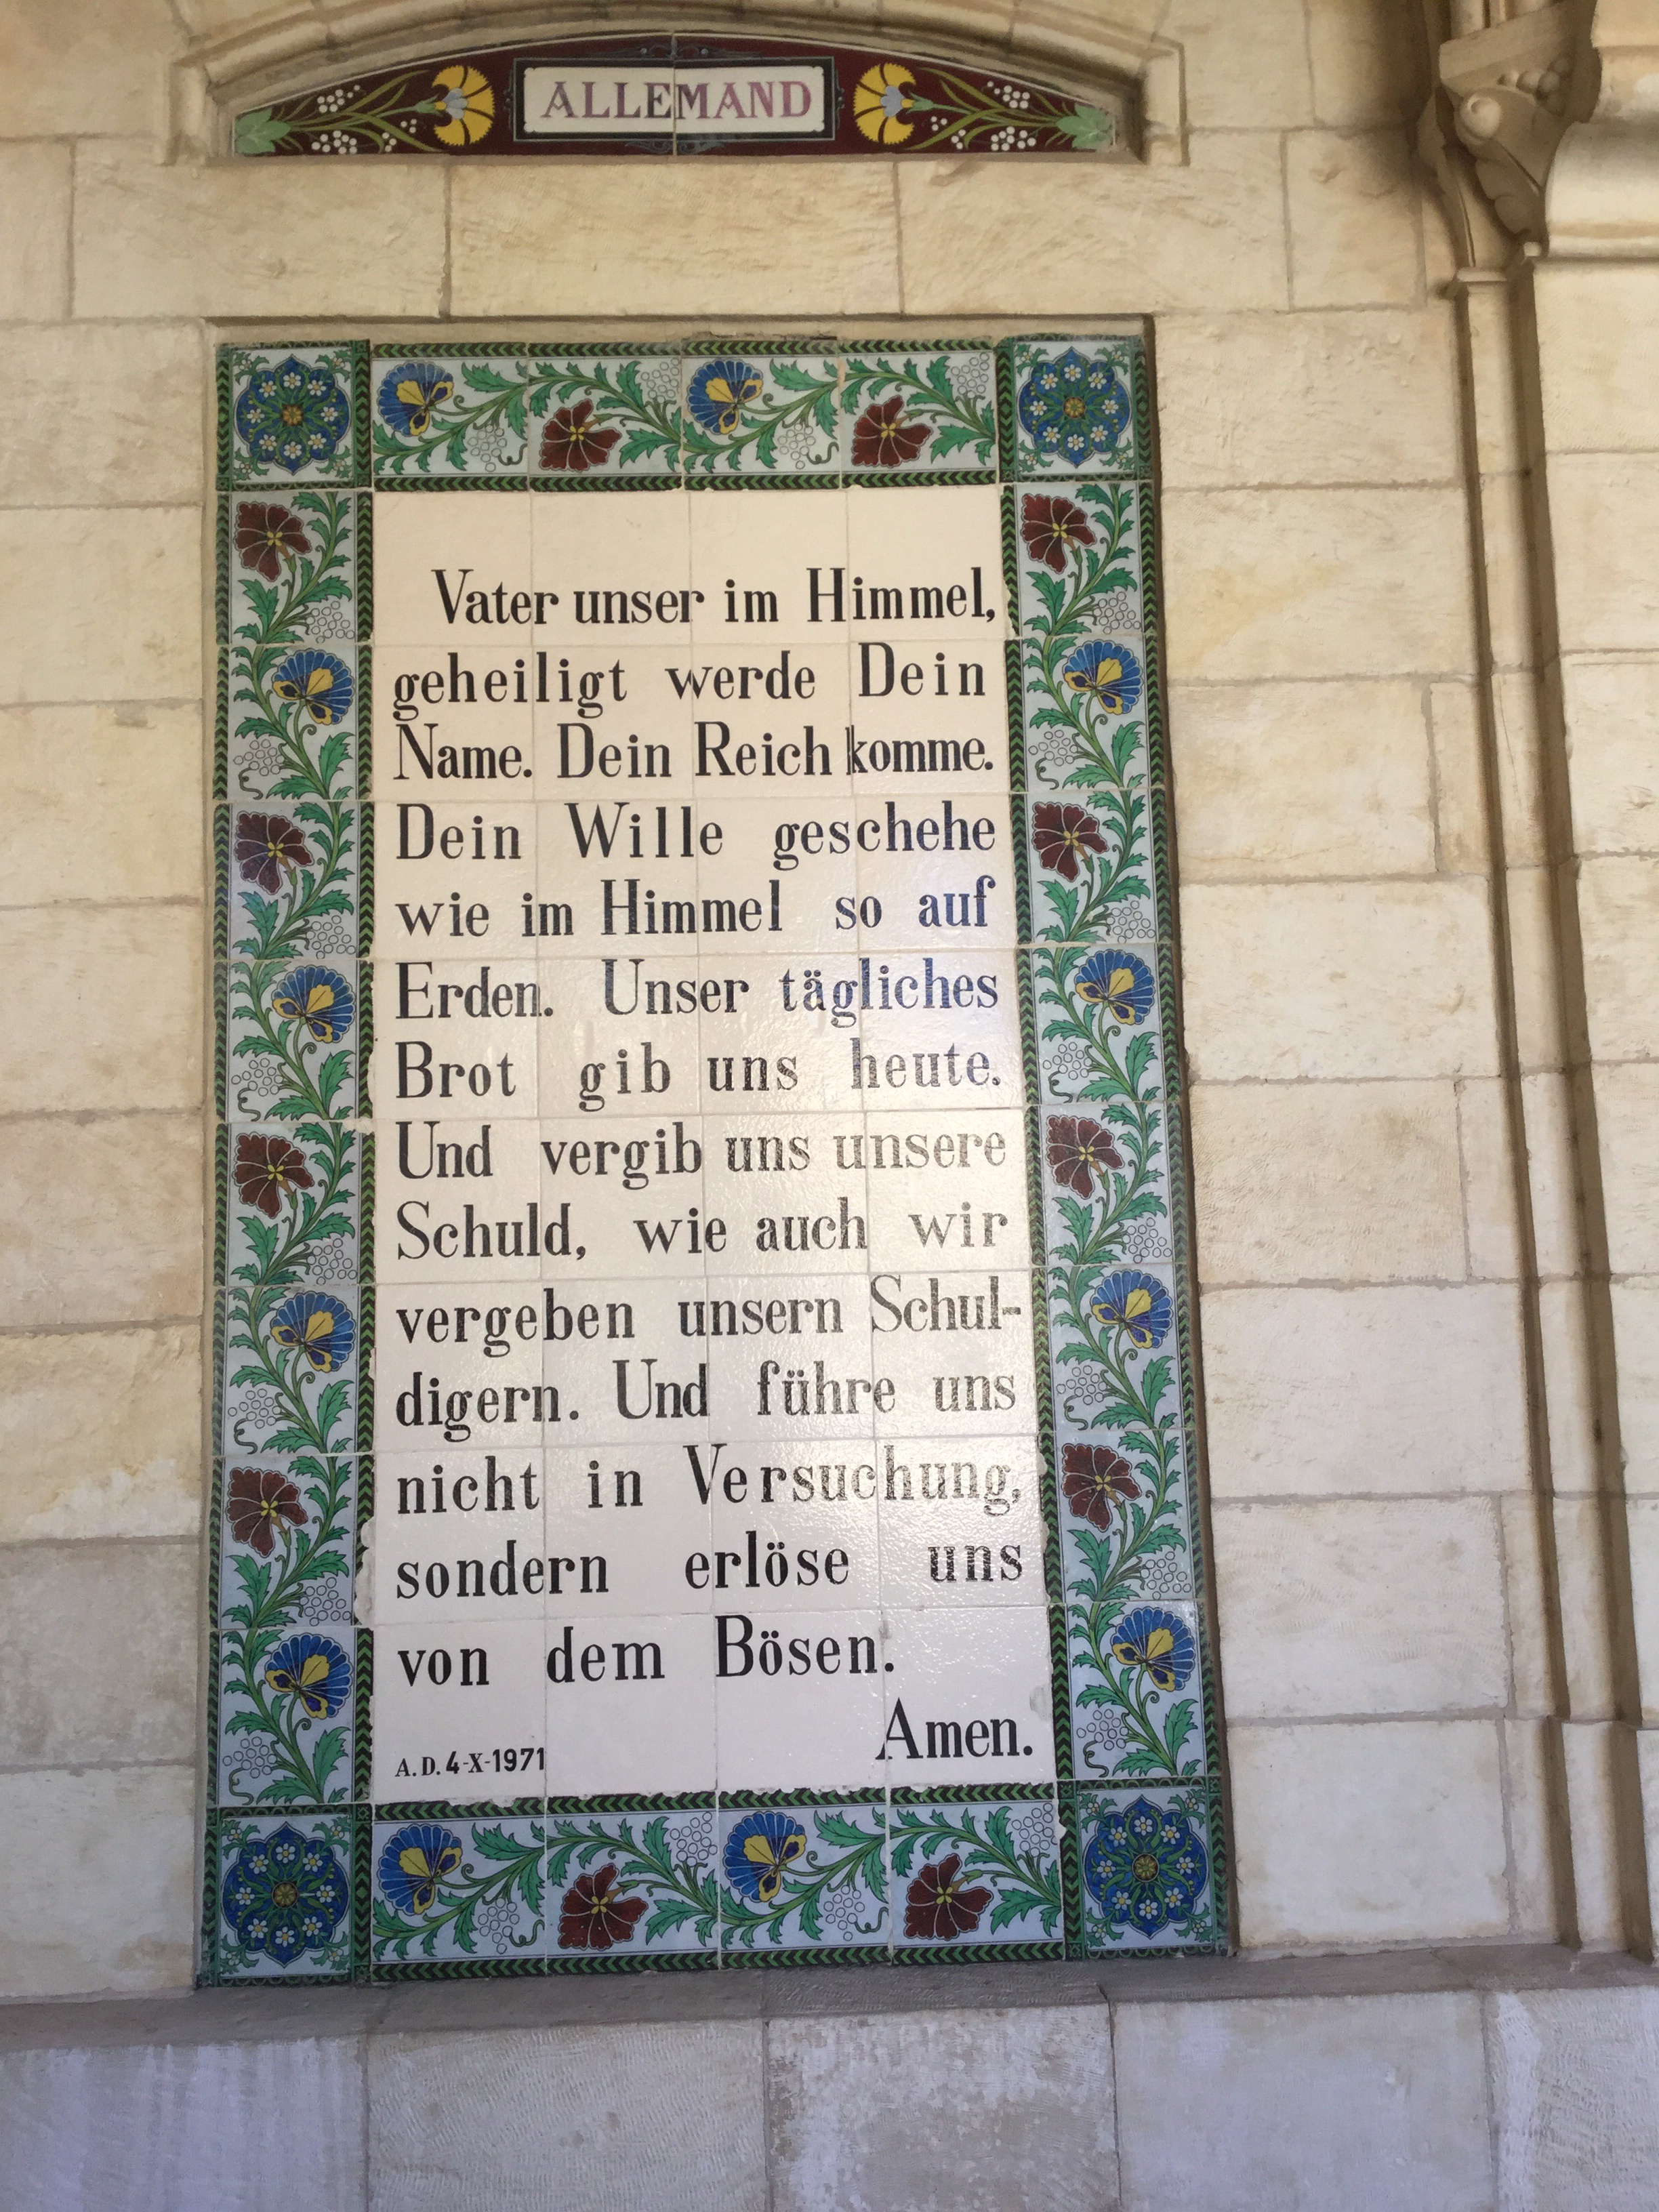 ALLEMAND
Vater unser im Himmel,
geheiligt werde Dein
Name. Dein Reich komme.
Dein Wille geschehe
wie im Himmel so auf
Erden. Unser tägliches
Brot gib uns heute.
Und vergib uns unsere
Schuld, wie auch wir
vergeben unsern Schul-
digern. Und führe uns
nicht in Versuchung,
sondern erlöse uns
von dem Bösen.
Amen.
A.D. 4-X-1971